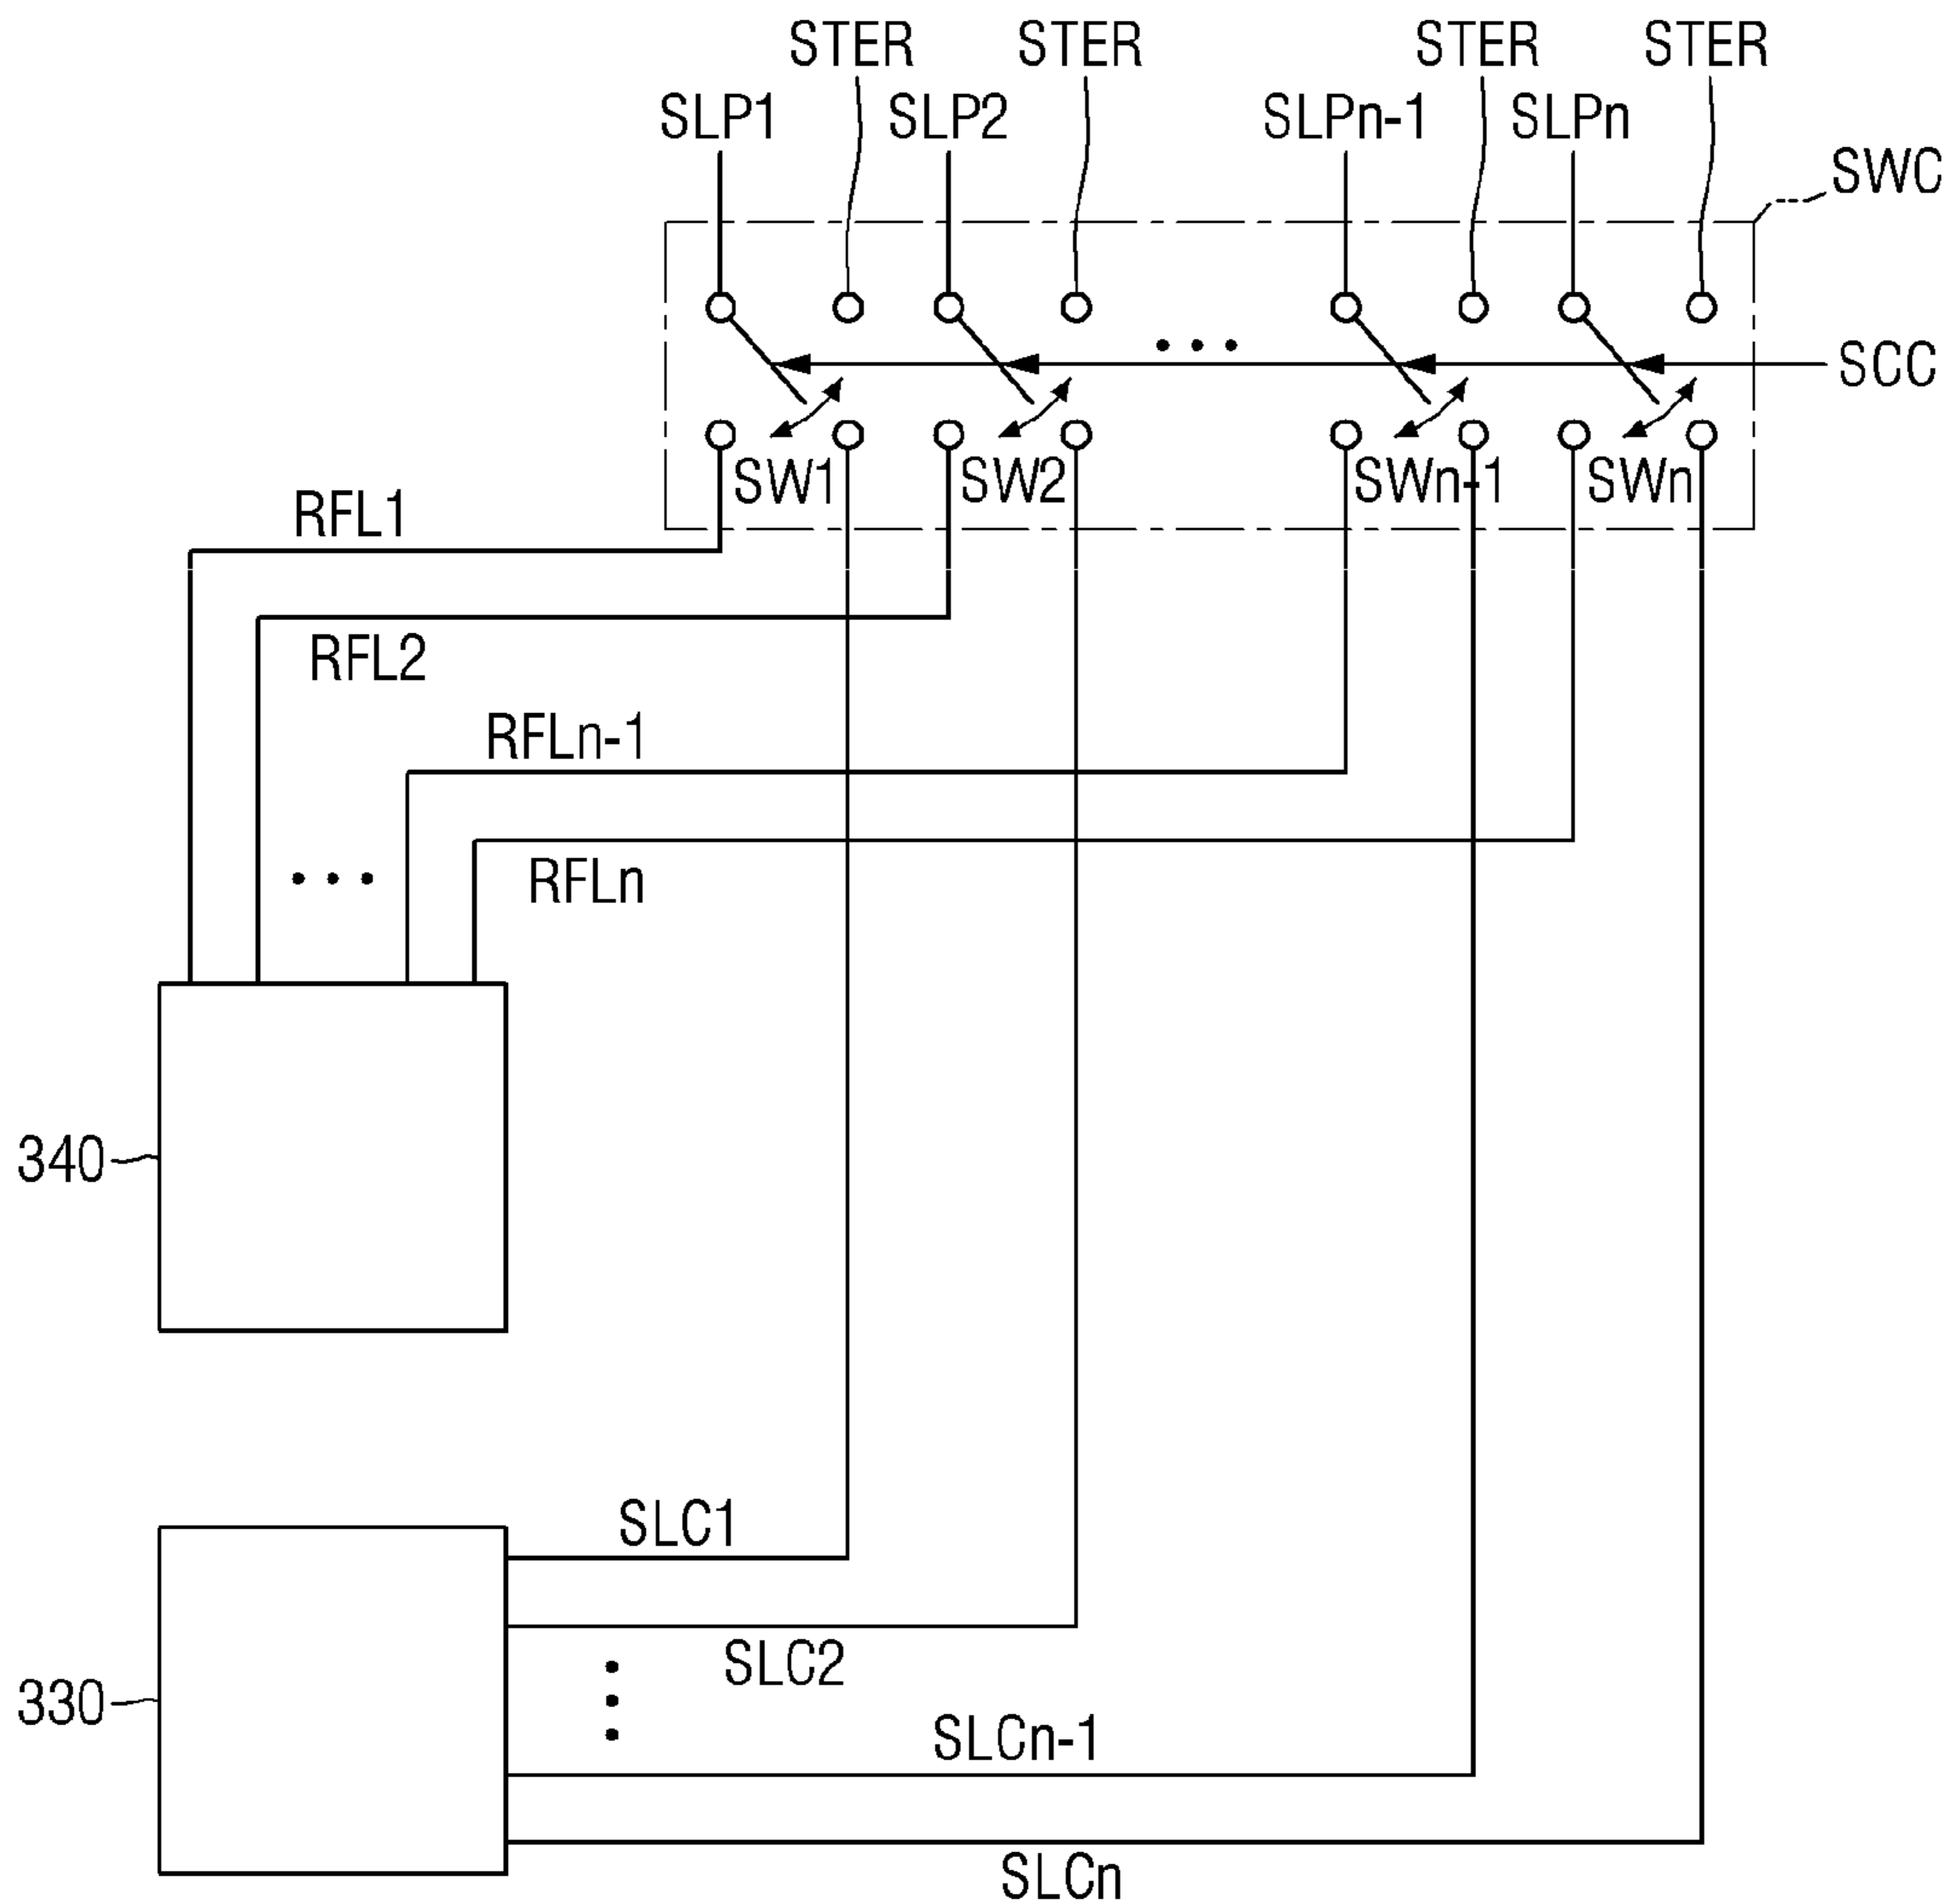 STER STER STER STER
SLP1 SLP2 SLPn-1 SLPn
SWC
SCC
SW1 SW2 SWn-1 SWn
RFL1
RFL2
RFLn-1
RFLn
340
SLC1
SLC2
330
SLCn-1
SLCn